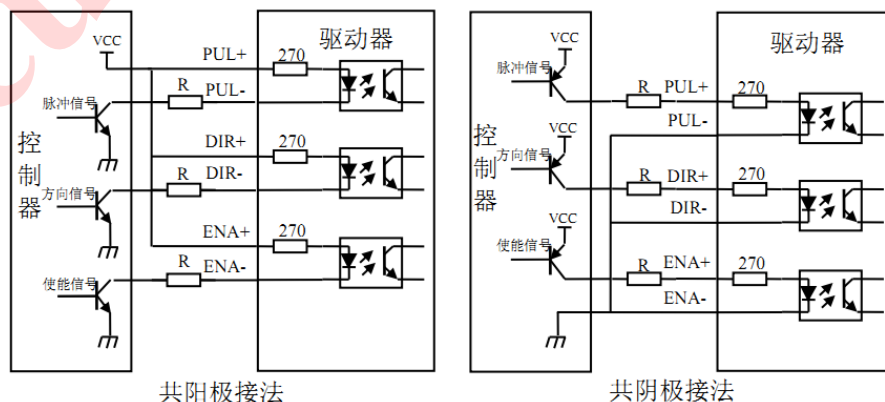 VCC
PUL+
270
驱动器
脉冲信号
R
PUL-
DIR+
270
控制器
方向信号
R
DIR-
ENA+
270
使能信号
R
ENA-
共阳极接法
VCC
驱动器
脉冲信号
R
PUL+
270
PUL-
VCC
控制器
方向信号
R
DIR+
270
DIR-
VCC
使能信号
R
ENA+
270
ENA-
共阴极接法